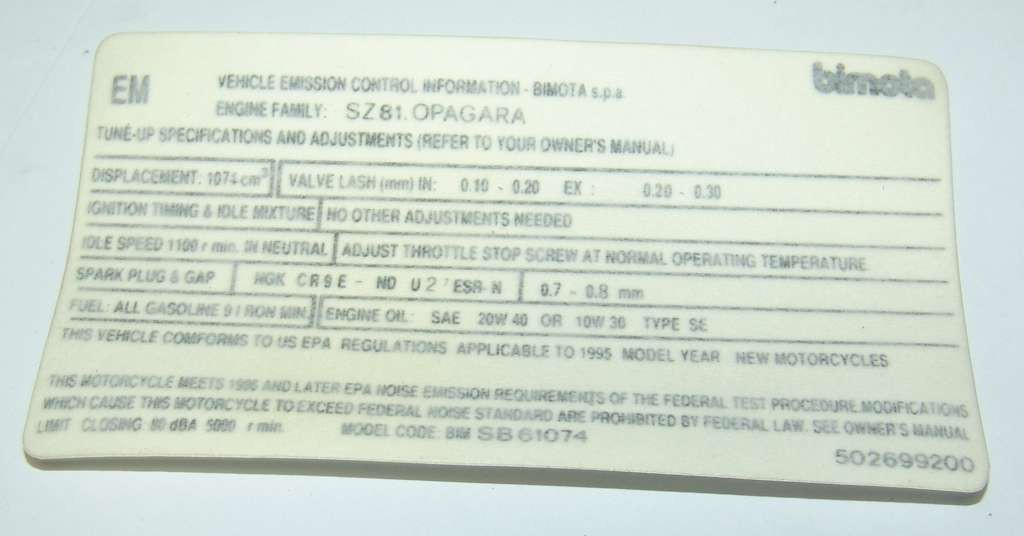 EM
bimota
VEHICLE EMISSION CONTROL INFORMATION - BIMOTA s.p.a.
ENGINE FAMILY: SZ81.OPAGARA
TUNE-UP SPECIFICATIONS AND ADJUSTMENTS (REFER TO YOUR OWNER'S MANUAL)
DISPLACEMENT: 1074 cm³ VALVE LASH (mm) IN: 0.10 - 0.20 EX : 0.20 - 0.30
IGNITION TIMING & IDLE MIXTURE NO OTHER ADJUSTMENTS NEEDED
IDLE SPEED 1100 r min. IN NEUTRAL ADJUST THROTTLE STOP SCREW AT NORMAL OPERATING TEMPERATURE
SPARK PLUG & GAP NGK CR9E - ND ESR-N 0.7 - 0.8 mm
FUEL: ALL GASOLINE RON MIN. ENGINE OIL: SAE 20W 40 OR 10W 30 TYPE SE
THIS VEHICLE COMFORMS TO US EPA REGULATIONS APPLICABLE TO 1995 MODEL YEAR NEW MOTORCYCLES
THIS MOTORCYCLE MEETS 1986 AND LATER EPA NOISE EMISSION REQUIREMENTS OF THE FEDERAL TEST PROCEDURE.MODIFICATIONS
WHICH CAUSE THIS MOTORCYCLE TO EXCEED FEDERAL NOISE STANDARD ARE PROHIBITED BY FEDERAL LAW. SEE OWNER'S MANUAL
LIMIT CLOSING 80 dBA 5000 r min. MODEL CODE: BIM SB61074
502699200